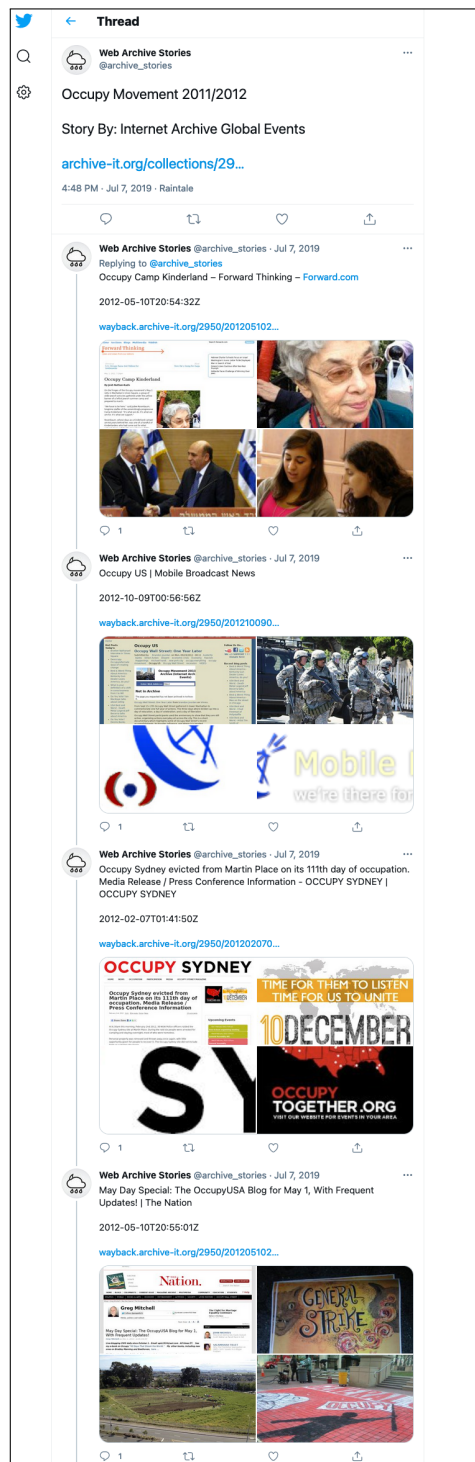 Thread
Web Archive Stories
@archive_stories
Occupy Movement 2011/2012
Story By: Internet Archive Global Events
archive-it.org/collections/29...
4:48 PM · Jul 7, 2019 · Raintale
Web Archive Stories @archive_stories · Jul 7, 2019
Replying to @archive_stories
Occupy Camp Kinderland – Forward Thinking – Forward.com
2012-05-10T20:54:32Z
wayback.archive-it.org/2950/201205102...
Forward Thinking
Occupy Camp Kinderland
1
Web Archive Stories @archive_stories · Jul 7, 2019
Occupy US | Mobile Broadcast News
2012-10-09T00:56:56Z
wayback.archive-it.org/2950/201210090...
Occupy US
Occupy Wall Street: One Year Later
Not in Archive
Mobile
we're there for
1
Web Archive Stories @archive_stories · Jul 7, 2019
Occupy Sydney evicted from Martin Place on its 111th day of occupation.
Media Release / Press Conference Information - OCCUPY SYDNEY |
OCCUPY SYDNEY
2012-02-07T01:41:50Z
wayback.archive-it.org/2950/201202070...
OCCUPY SYDNEY
Occupy Sydney evicted from
Martin Place on its 111th day of
occupation. Media Release /
Press Conference Information
TIME FOR THEM TO LISTEN
TIME FOR US TO UNITE
10DECEMBER
SY
OCCUPY
TOGETHER.ORG
VISIT OUR WEBSITE FOR EVENTS IN YOUR AREA
1
Web Archive Stories @archive_stories · Jul 7, 2019
May Day Special: The OccupyUSA Blog for May 1, With Frequent
Updates! | The Nation
2012-05-10T20:55:01Z
wayback.archive-it.org/2950/201205102...
The Nation.
Greg Mitchell
May Day Special: The OccupyUSA Blog for May 1,
With Frequent Updates!
GENERAL
STRIKE
OCCUPY
1